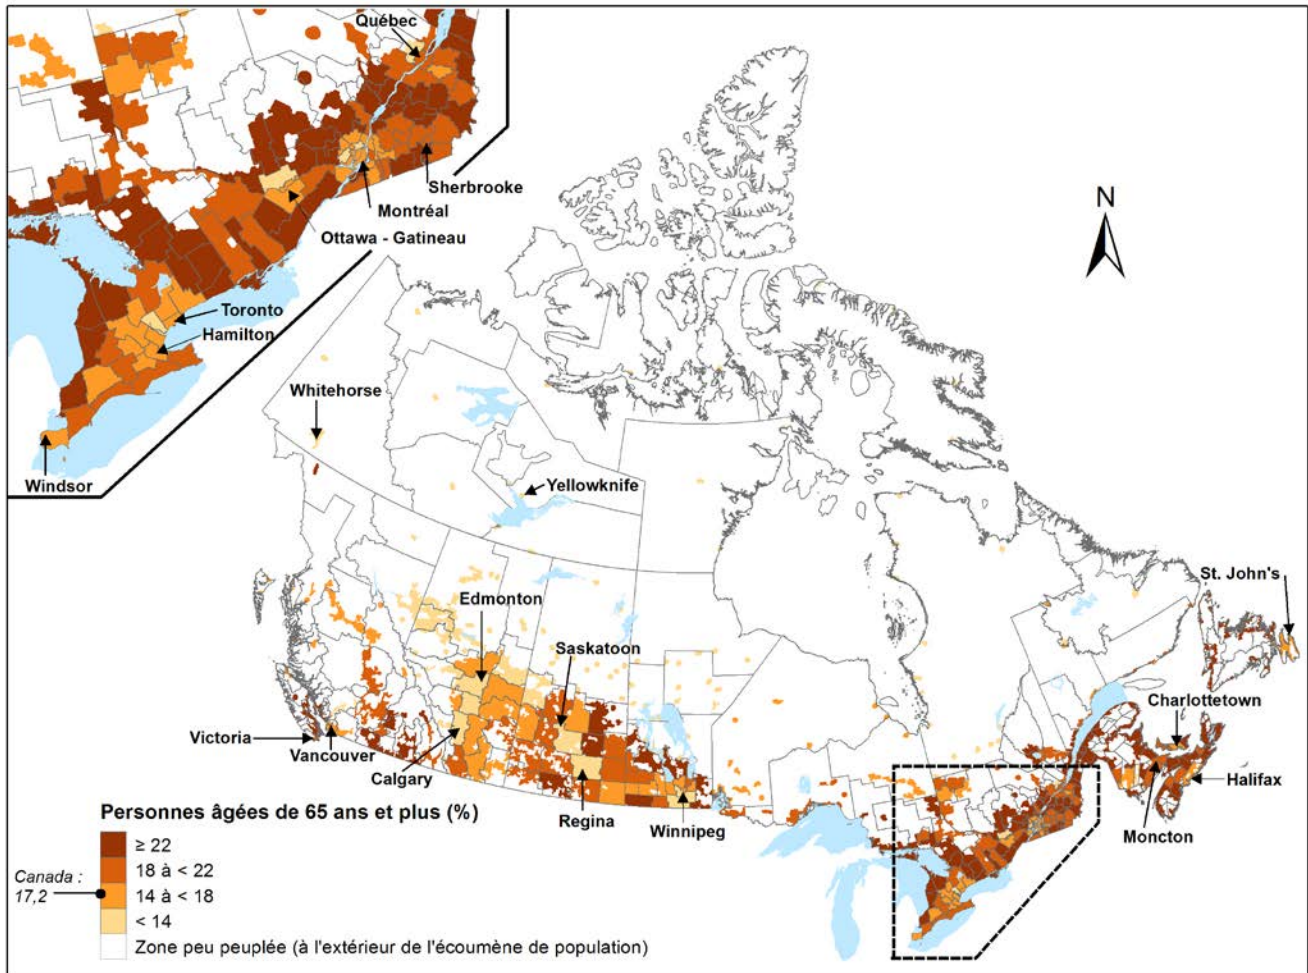 Québec
Sherbrooke
Montréal
Ottawa - Gatineau
Toronto
Hamilton
Windsor
N
Whitehorse
Yellowknife
St. John's
Edmonton
Saskatoon
Charlottetown
Victoria
Vancouver
Calgary
Halifax
Regina
Winnipeg
Moncton
Personnes âgées de 65 ans et plus (%)
≥ 22
18 à < 22
Canada :
17,2
14 à < 18
< 14
Zone peu peuplée (à l'extérieur de l'écoumène de population)